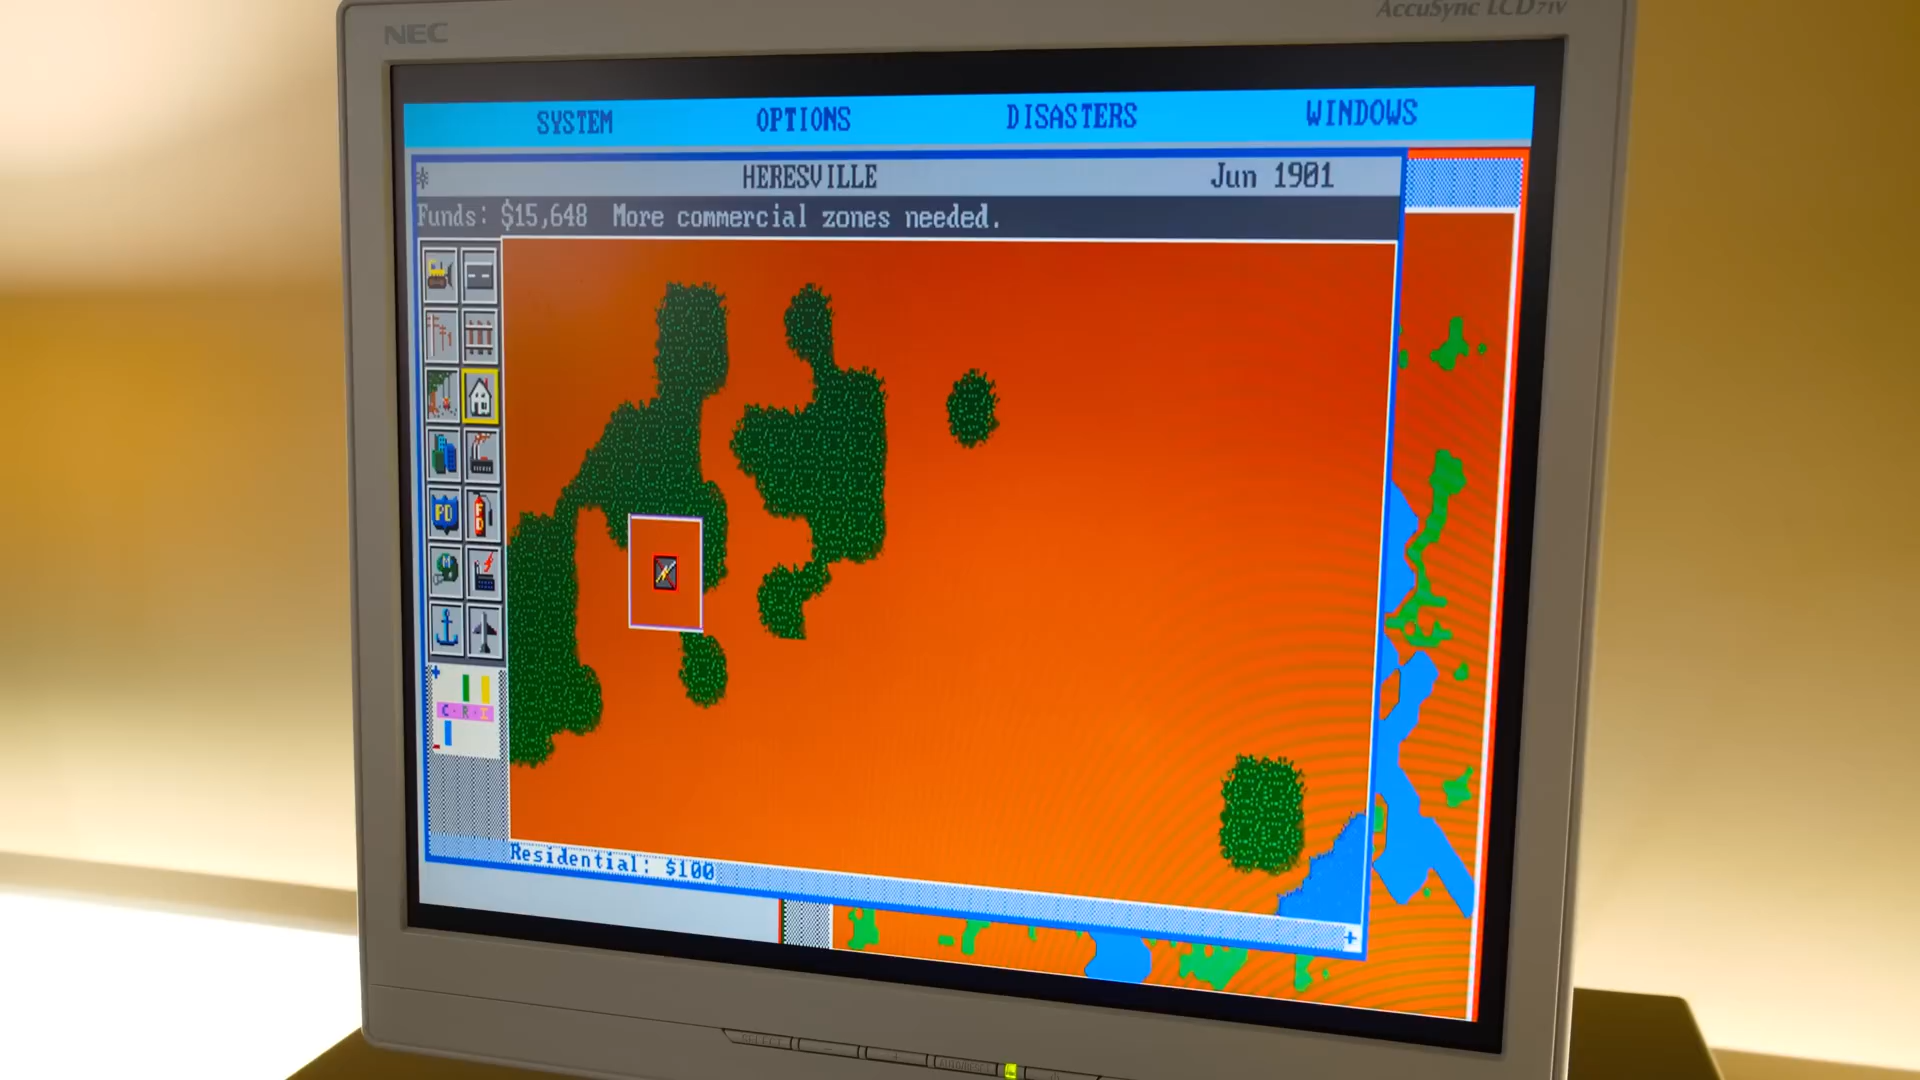 NEC
AccuSync LCD71V
SYSTEM OPTIONS DISASTERS WINDOWS
HERESVILLE Jun 1901
Funds: $15,648 More commercial zones needed.
PD
FD
M
C·R·I
Residential: $100
SELECT